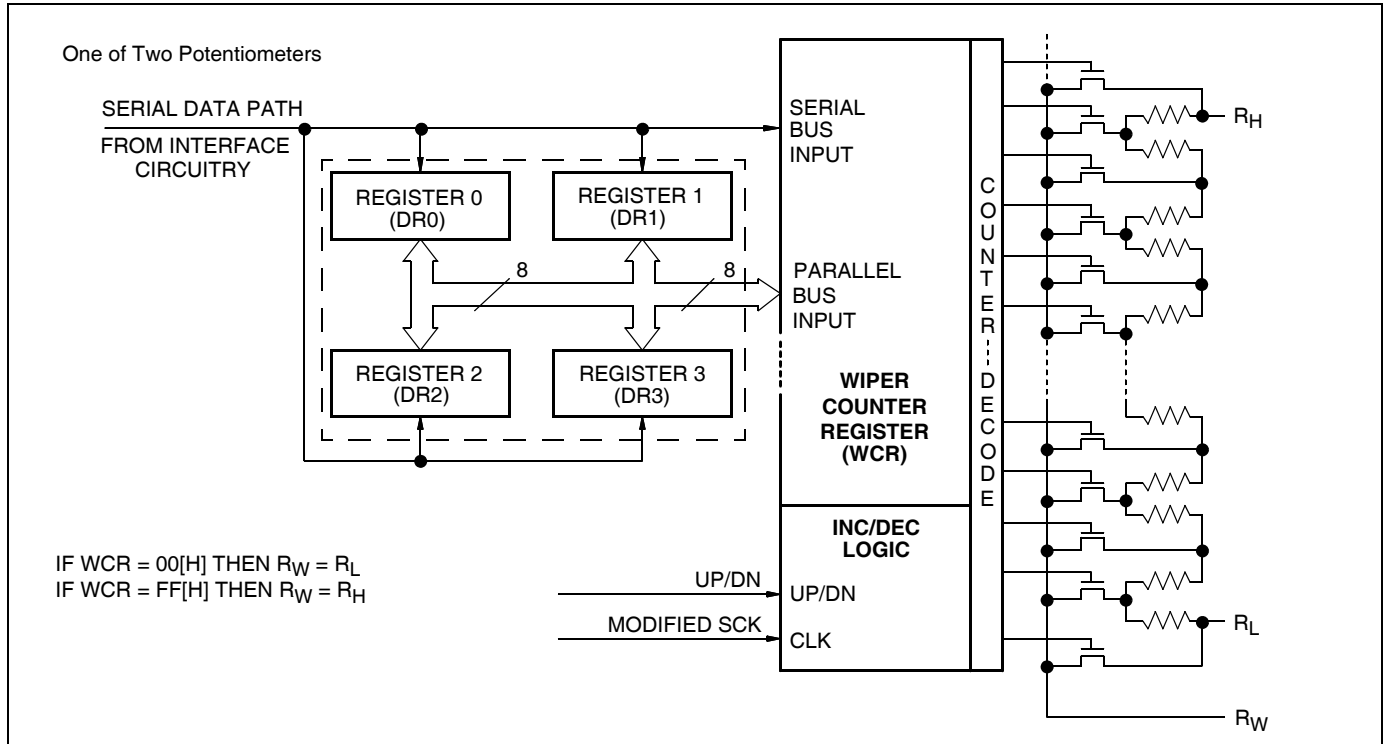 One of Two Potentiometers
SERIAL DATA PATH
FROM INTERFACE
CIRCUITRY
REGISTER 0
(DR0)
REGISTER 1
(DR1)
8
8
REGISTER 2
(DR2)
REGISTER 3
(DR3)
SERIAL
BUS
INPUT
PARALLEL
BUS
INPUT
WIPER
COUNTER
REGISTER
(WCR)
INC/DEC
LOGIC
UP/DN
UP/DN
MODIFIED SCK
CLK
COUNTER
DECODE
RH
RL
RW
IF WCR = 00[H] THEN RW = RL
IF WCR = FF[H] THEN RW = RH